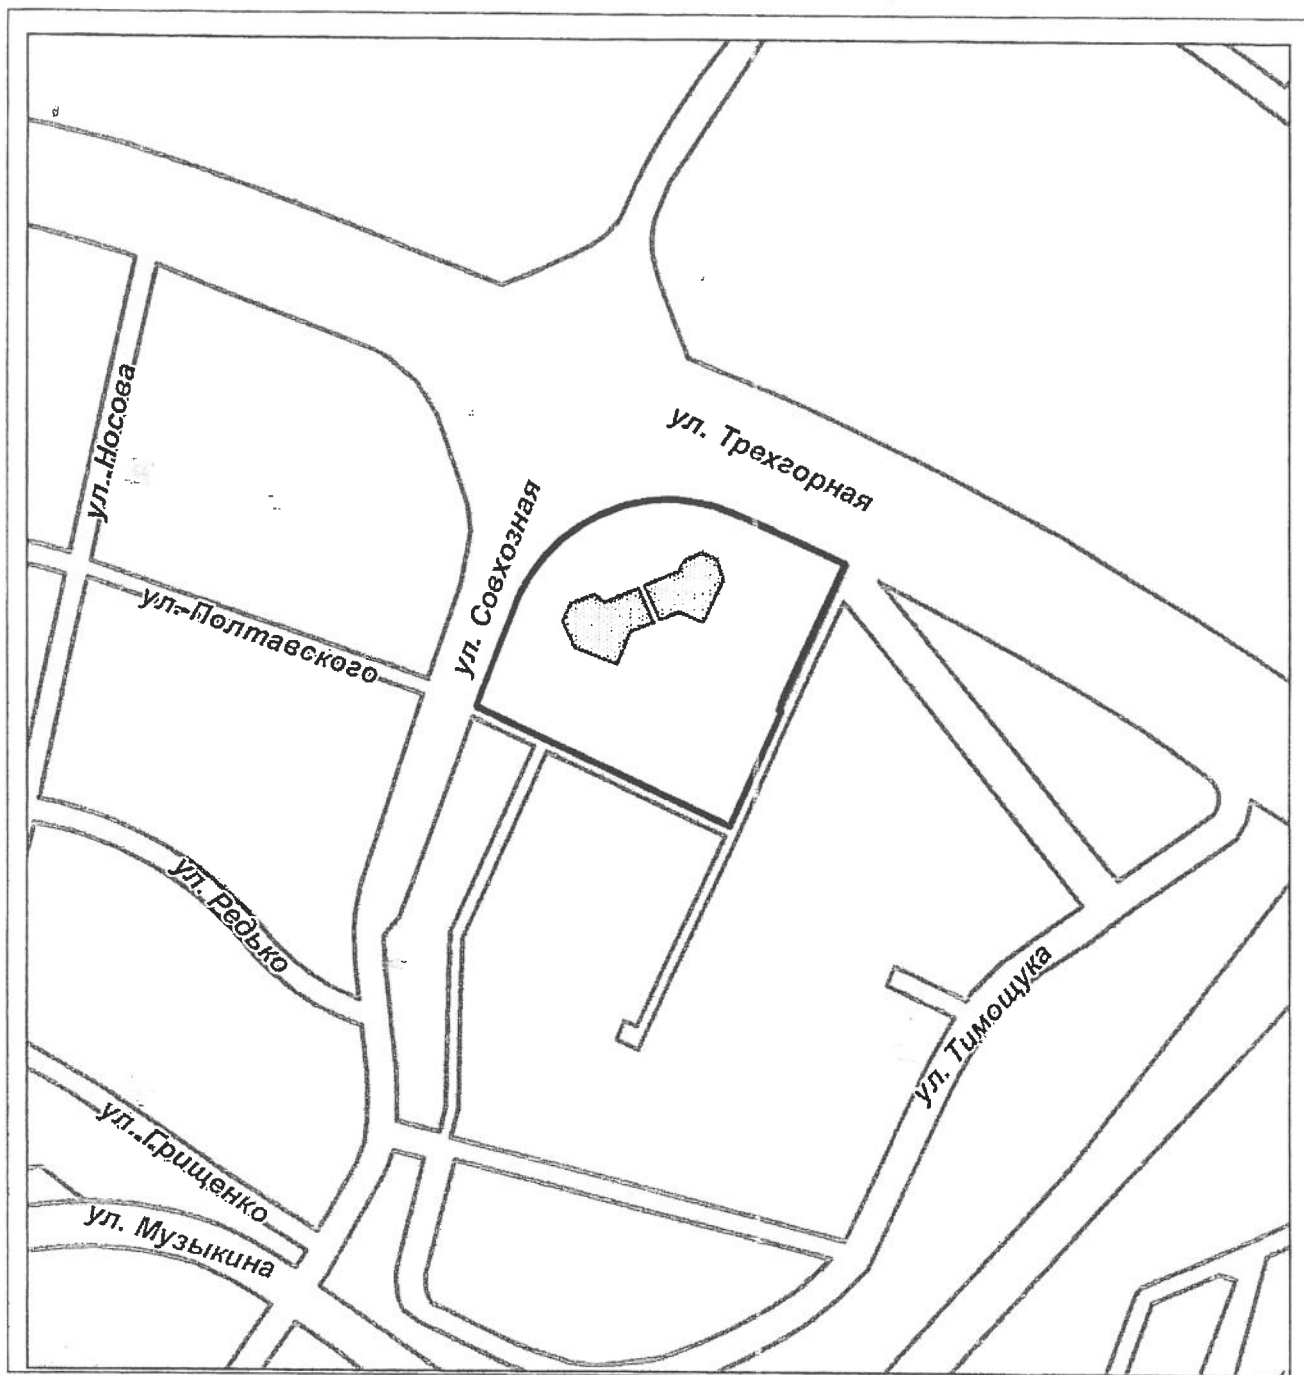 ул. Трехгорная
ул. Носова
ул. Совхозная
ул. Полтавского
ул. Редько
ул. Тимощука
ул. Грищенко
ул. Музыкина